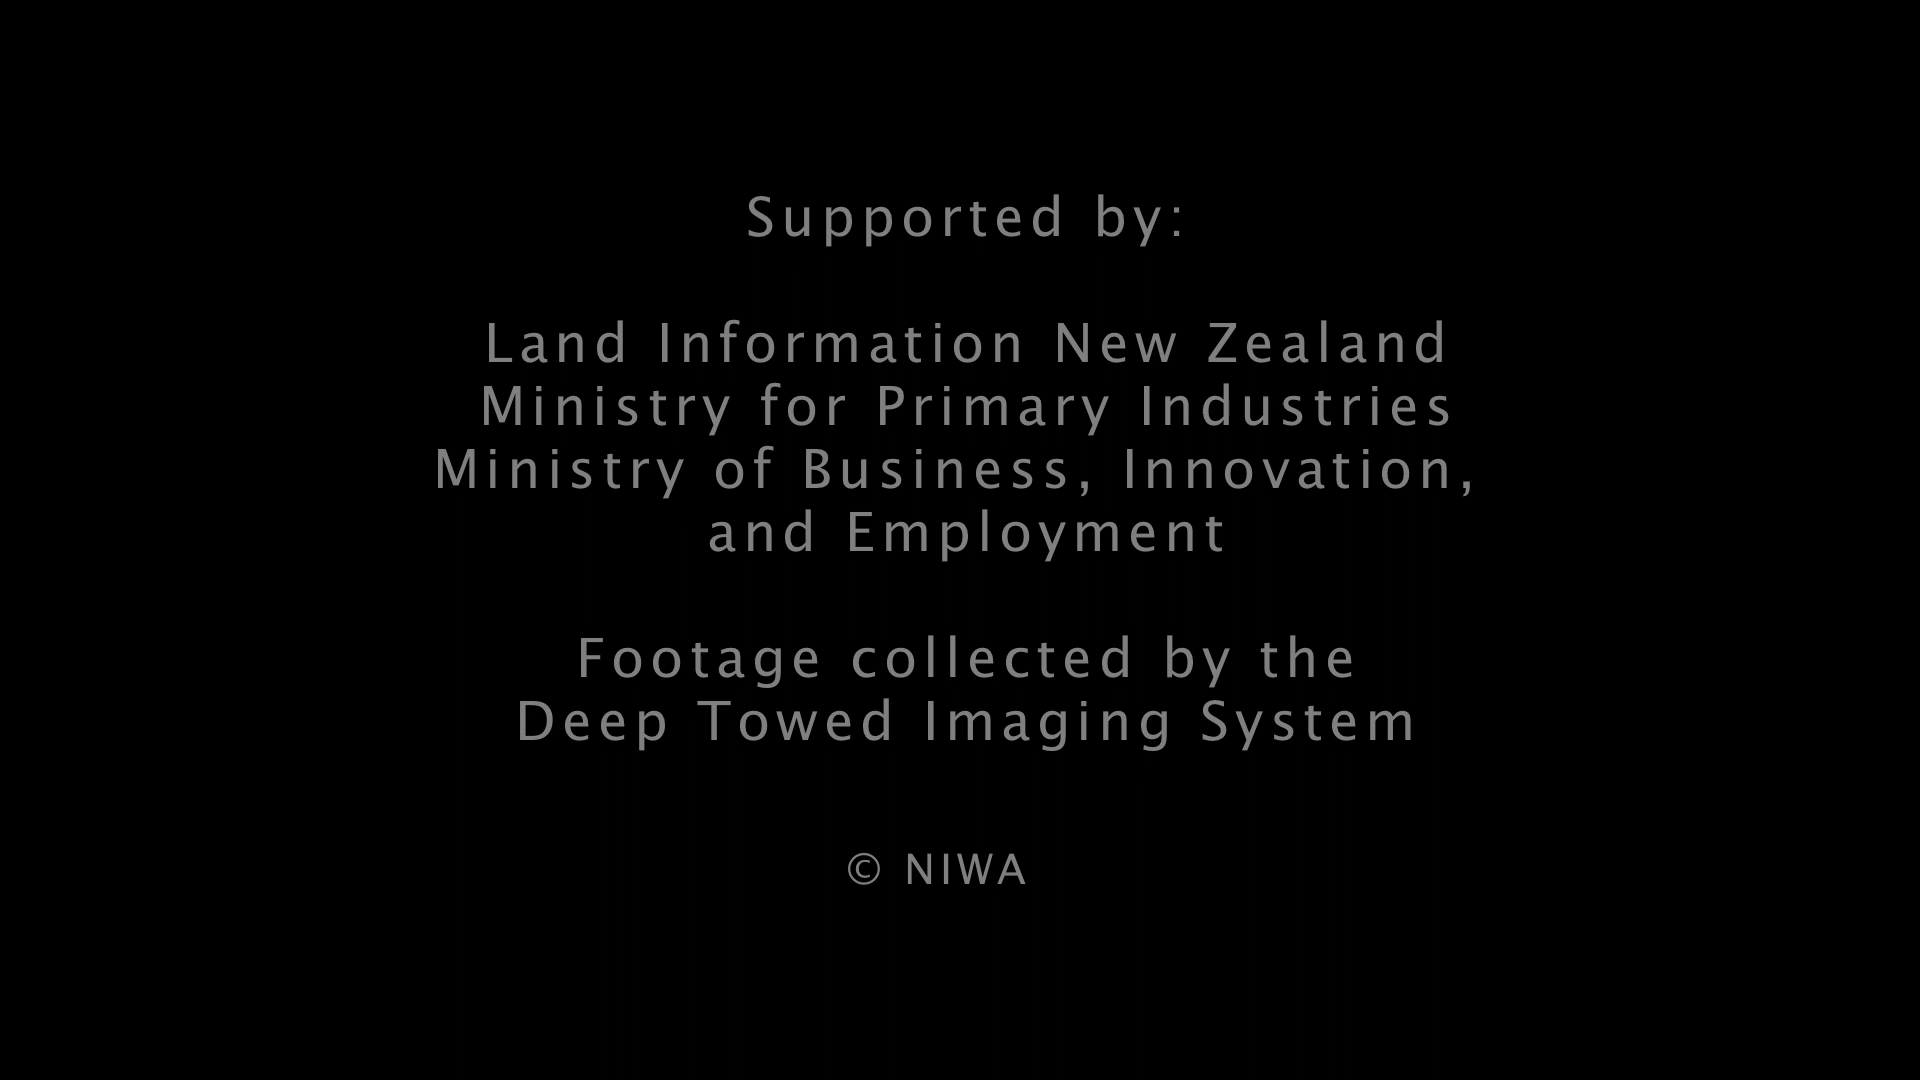 Supported by:
Land Information New Zealand
Ministry for Primary Industries
Ministry of Business, Innovation,
and Employment
Footage collected by the
Deep Towed Imaging System
© NIWA